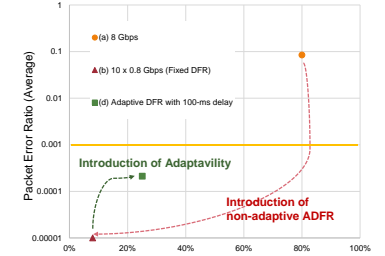 1
0.1
0.01
0.001
0.0001
0.00001
Packet Error Ratio (Average)
(a) 8 Gbps
(b) 10 x 0.8 Gbps (Fixed DFR)
(d) Adaptive DFR with 100-ms delay
Introduction of Adaptavility
Introduction of
non-adaptive ADFR
0% 20% 40% 60% 80% 100%